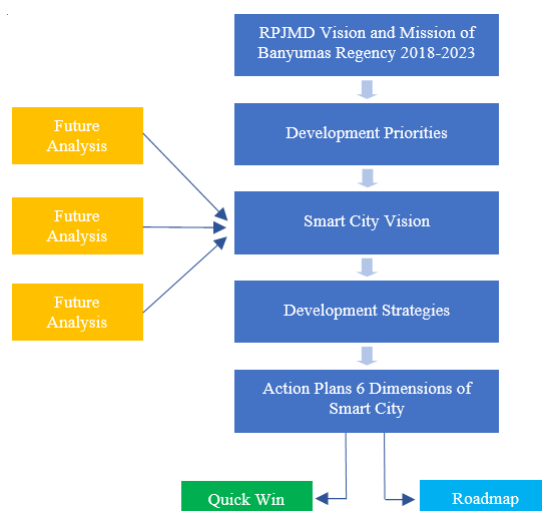 RPJMD Vision and Mission of
Banyumas Regency 2018-2023
Development Priorities
Future
Analysis
Future
Analysis
Smart City Vision
Future
Analysis
Development Strategies
Action Plans 6 Dimensions of
Smart City
Quick Win
Roadmap